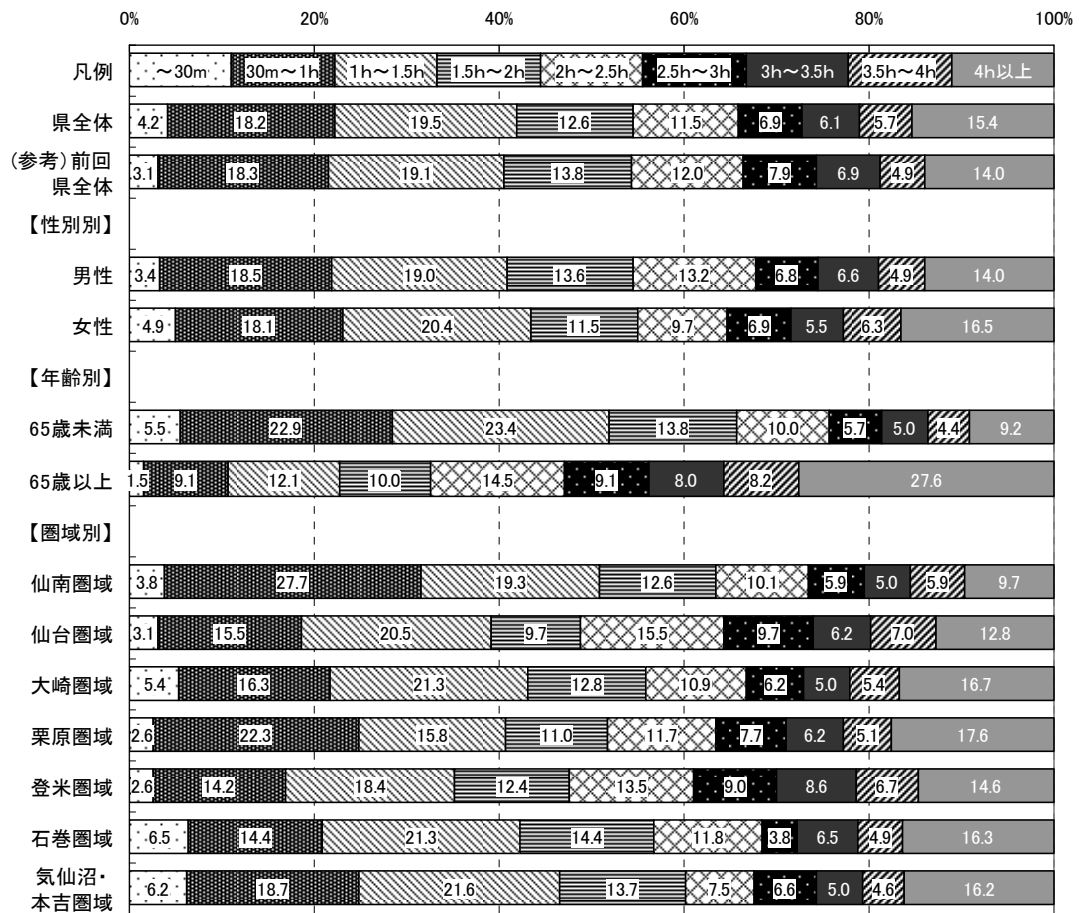 0% 20% 40% 60% 80% 100%
凡例 ～30m 30m～1h 1h～1.5h 1.5h～2h 2h～2.5h 2.5h～3h 3h～3.5h 3.5h～4h 4h以上
県全体 4.2 18.2 19.5 12.6 11.5 6.9 6.1 5.7 15.4
(参考)前回
県全体 3.1 18.3 19.1 13.8 12.0 7.9 6.9 4.9 14.0
【性別別】
男性 3.4 18.5 19.0 13.6 13.2 6.8 6.6 4.9 14.0
女性 4.9 18.1 20.4 11.5 9.7 6.9 5.5 6.3 16.5
【年齢別】
65歳未満 5.5 22.9 23.4 13.8 10.0 5.7 5.0 4.4 9.2
65歳以上 1.5 9.1 12.1 10.0 14.5 9.1 8.0 8.2 27.6
【圏域別】
仙南圏域 3.8 27.7 19.3 12.6 10.1 5.9 5.0 5.9 9.7
仙台圏域 3.1 15.5 20.5 9.7 15.5 9.7 6.2 7.0 12.8
大崎圏域 5.4 16.3 21.3 12.8 10.9 6.2 5.0 5.4 16.7
栗原圏域 2.6 22.3 15.8 11.0 11.7 7.7 6.2 5.1 17.6
登米圏域 2.6 14.2 18.4 12.4 13.5 9.0 8.6 6.7 14.6
石巻圏域 6.5 14.4 21.3 14.4 11.8 3.8 6.5 4.9 16.3
気仙沼・
本吉圏域 6.2 18.7 21.6 13.7 7.5 6.6 5.0 4.6 16.2